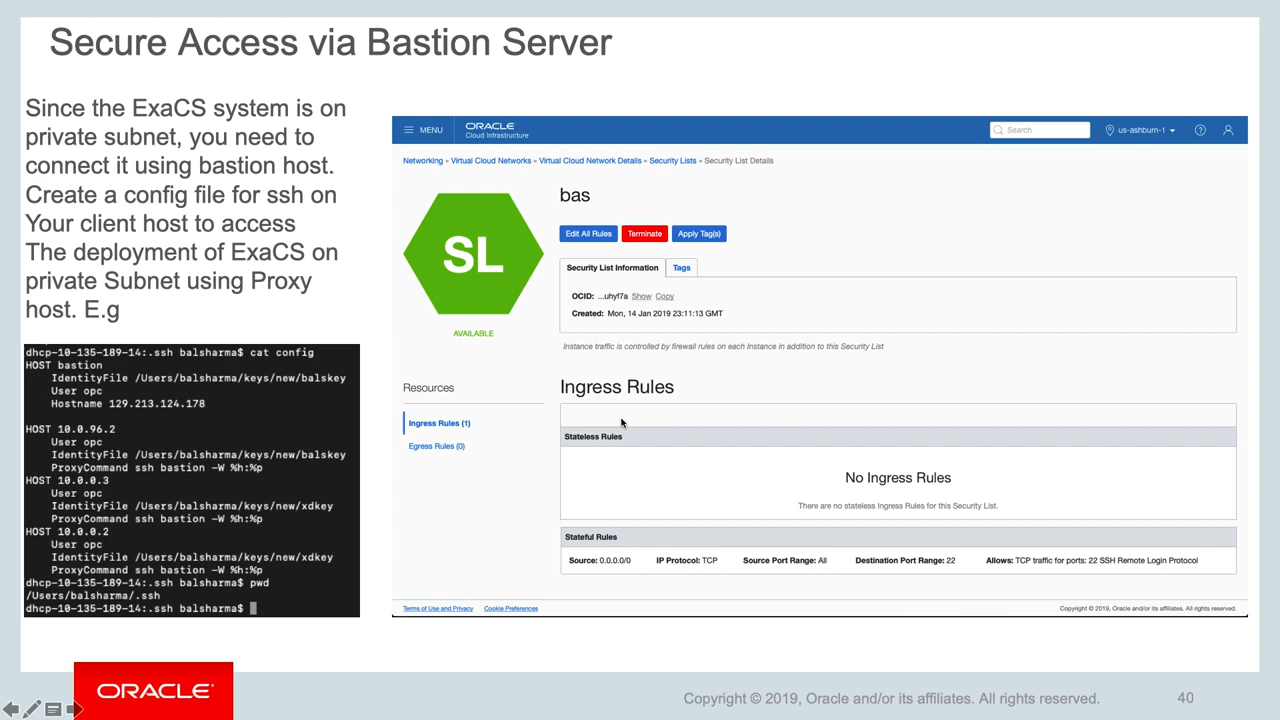 Secure Access via Bastion Server
Since the ExaCS system is on
private subnet, you need to
connect it using bastion host.
Create a config file for ssh on
Your client host to access
The deployment of ExaCS on
private Subnet using Proxy
host. E.g
dhcp-10-135-189-14:.ssh balsharma$ cat config
HOST bastion
IdentityFile /Users/balsharma/keys/new/balskey
User opc
Hostname 129.213.124.178
HOST 10.0.96.2
User opc
IdentityFile /Users/balsharma/keys/new/balskey
ProxyCommand ssh bastion -W %h:%p
HOST 10.0.0.3
User opc
IdentityFile /Users/balsharma/keys/new/xdkey
ProxyCommand ssh bastion -W %h:%p
HOST 10.0.0.2
User opc
IdentityFile /Users/balsharma/keys/new/xdkey
ProxyCommand ssh bastion -W %h:%p
dhcp-10-135-189-14:.ssh balsharma$ pwd
/Users/balsharma/.ssh
dhcp-10-135-189-14:.ssh balsharma$
MENU ORACLE Cloud Infrastructure Search us-ashburn-1
Networking » Virtual Cloud Networks » Virtual Cloud Network Details » Security Lists » Security List Details
SL
AVAILABLE
bas
Edit All Rules Terminate Apply Tag(s)
Security List Information Tags
OCID: ...uhyf7a Show Copy
Created: Mon, 14 Jan 2019 23:11:13 GMT
Instance traffic is controlled by firewall rules on each Instance in addition to this Security List
Resources
Ingress Rules (1)
Egress Rules (0)
Ingress Rules
Stateless Rules
No Ingress Rules
There are no stateless Ingress Rules for this Security List.
Stateful Rules
Source: 0.0.0.0/0 IP Protocol: TCP Source Port Range: All Destination Port Range: 22 Allows: TCP traffic for ports: 22 SSH Remote Login Protocol
Terms of Use and Privacy Cookie Preferences Copyright © 2019, Oracle and/or its affiliates. All rights reserved.
ORACLE®
Copyright © 2019, Oracle and/or its affiliates. All rights reserved. 40